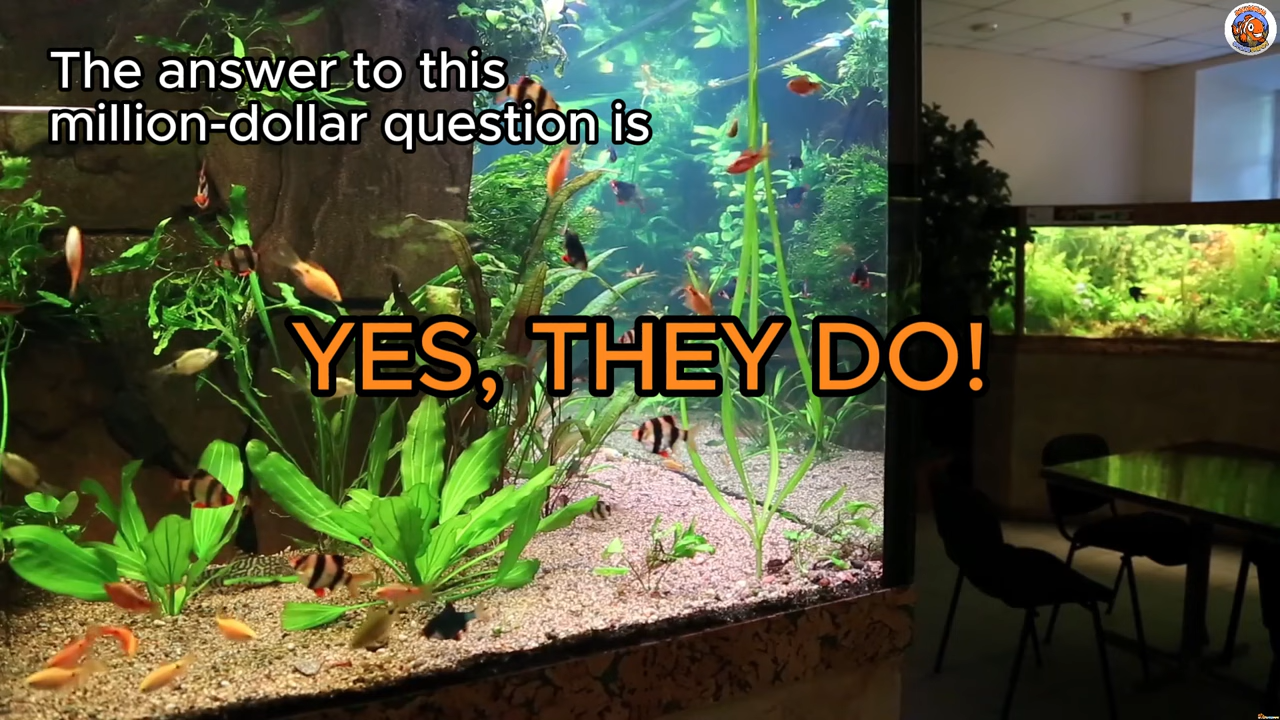 The answer to this
million-dollar question is
YES, THEY DO!